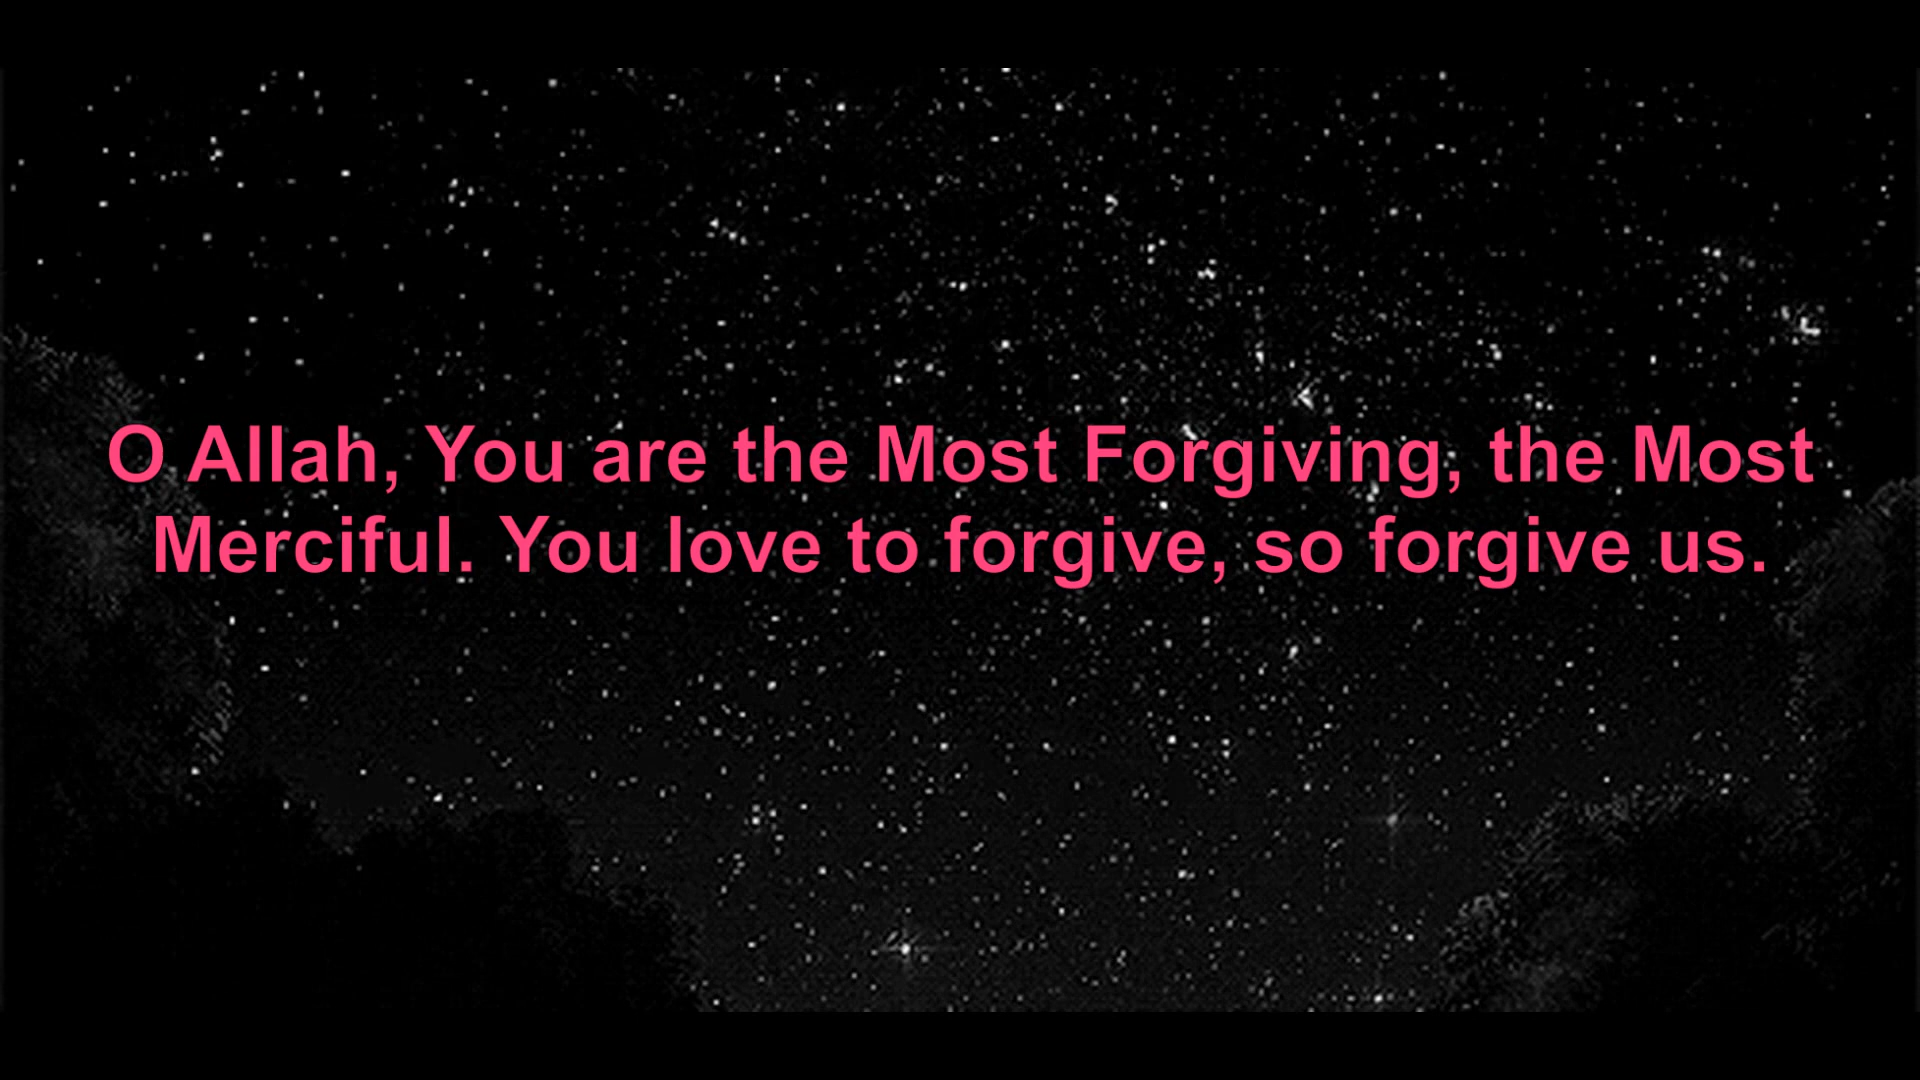 O Allah, You are the Most Forgiving, the Most
Merciful. You love to forgive, so forgive us.